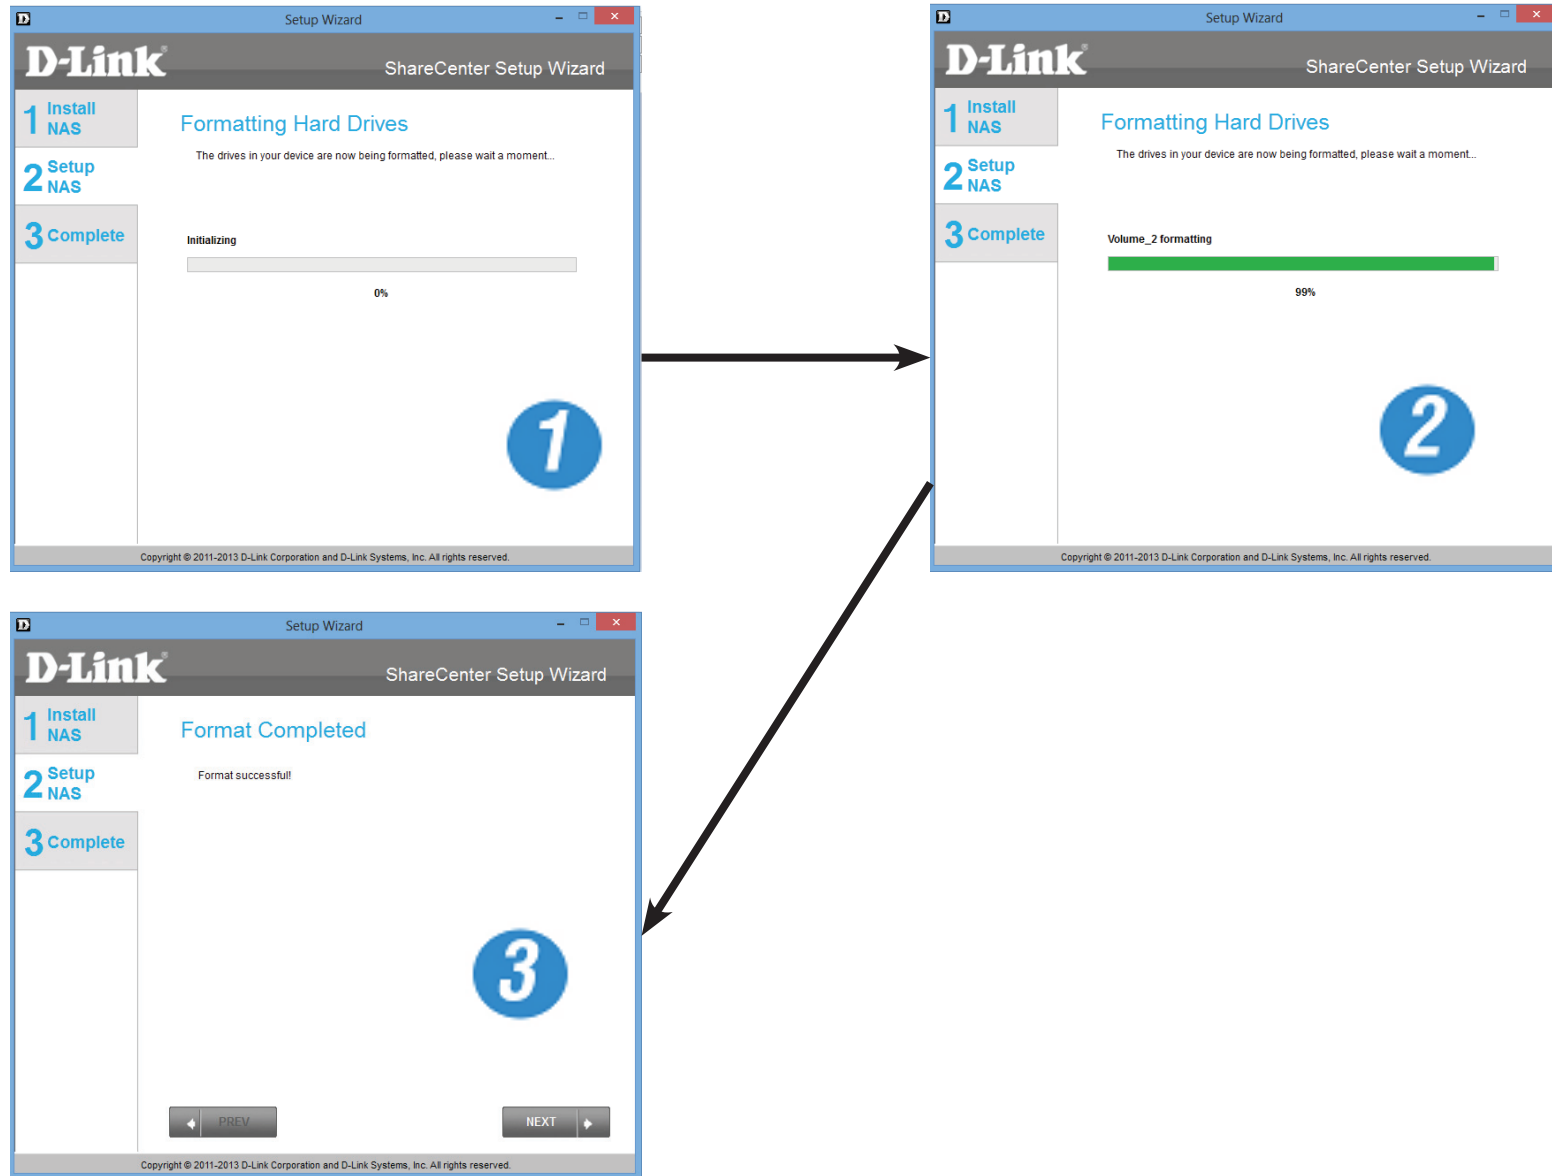 Setup Wizard
D-Link®
ShareCenter Setup Wizard
1 Install
NAS
2 Setup
NAS
3 Complete
Formatting Hard Drives
The drives in your device are now being formatted, please wait a moment...
Initializing
0%
1
Copyright © 2011-2013 D-Link Corporation and D-Link Systems, Inc. All rights reserved.
Setup Wizard
D-Link®
ShareCenter Setup Wizard
1 Install
NAS
2 Setup
NAS
3 Complete
Formatting Hard Drives
The drives in your device are now being formatted, please wait a moment...
Volume_2 formatting
99%
2
Copyright © 2011-2013 D-Link Corporation and D-Link Systems, Inc. All rights reserved.
Setup Wizard
D-Link
ShareCenter Setup Wizard
1 Install
NAS
2 Setup
NAS
3 Complete
Format Completed
Format successful!
3
PREV
NEXT
Copyright © 2011-2013 D-Link Corporation and D-Link Systems, Inc. All rights reserved.